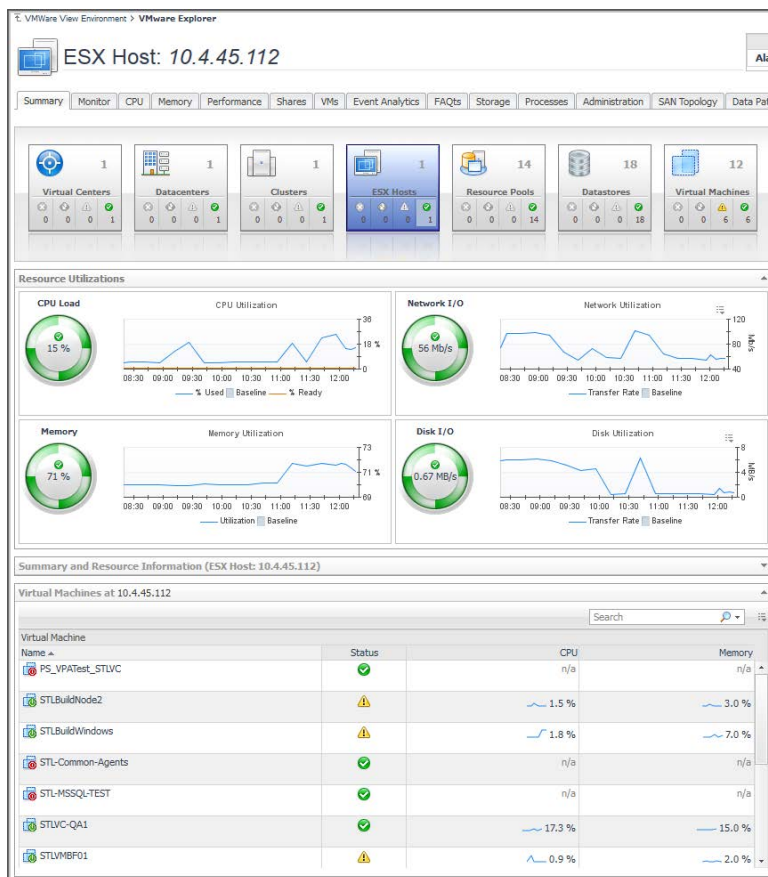 VMWare View Environment > VMware Explorer
ESX Host: 10.4.45.112
Ala
Summary Monitor CPU Memory Performance Shares VMs Event Analytics FAQts Storage Processes Administration SAN Topology Data Pat
1 1 1 1 14 18 12
Virtual Centers Datacenters Clusters ESX Hosts Resource Pools Datastores Virtual Machines
0 0 0 1 0 0 0 1 0 0 0 1 0 0 0 1 0 0 0 14 0 0 0 18 0 0 6 6
Resource Utilizations
CPU Load
CPU Utilization
15 %
36
18 %
0
08:30 09:00 09:30 10:00 10:30 11:00 11:30 12:00
% Used Baseline % Ready
Network I/O
Network Utilization
56 Mb/s
120
80
40
Mb/s
08:30 09:00 09:30 10:00 10:30 11:00 11:30 12:00
Transfer Rate Baseline
Memory
Memory Utilization
71 %
73
71 %
69
08:30 09:00 09:30 10:00 10:30 11:00 11:30 12:00
Utilization Baseline
Disk I/O
Disk Utilization
0.67 MB/s
8
4
0
MB/s
08:30 09:00 09:30 10:00 10:30 11:00 11:30 12:00
Transfer Rate Baseline
Summary and Resource Information (ESX Host: 10.4.45.112)
Virtual Machines at 10.4.45.112
Search
Virtual Machine
Name Status CPU Memory
PS_VPATest_STLVC n/a n/a
STLBuildNode2 1.5 % 3.0 %
STLBuildWindows 1.8 % 7.0 %
STL-Common-Agents n/a n/a
STL-MSSQL-TEST n/a n/a
STLVC-QA1 17.3 % 15.0 %
STLVMBF01 0.9 % 2.0 %